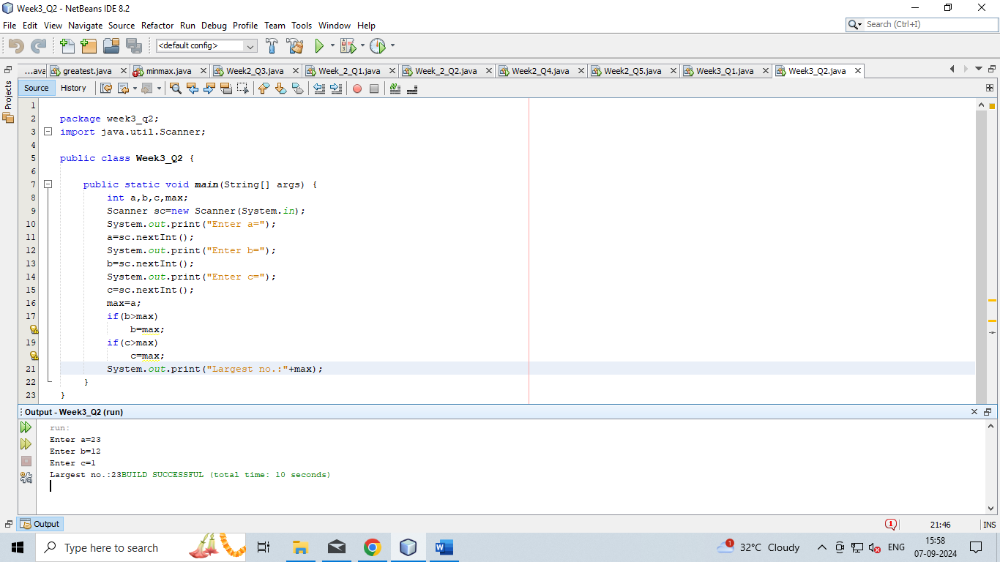 Week3_Q2 - NetBeans IDE 8.2
File Edit View Navigate Source Refactor Run Debug Profile Team Tools Window Help
Search (Ctrl+I)
<default config>
Projects
...ava greatest.java minmax.java Week2_Q3.java Week_2_Q1.java Week_2_Q2.java Week2_Q4.java Week2_Q5.java Week3_Q1.java Week3_Q2.java
Source History
1
2 package week3_q2;
3 import java.util.Scanner;
4
5 public class Week3_Q2 {
6
7 public static void main(String[] args) {
8 int a,b,c,max;
9 Scanner sc=new Scanner(System.in);
10 System.out.print("Enter a=");
11 a=sc.nextInt();
12 System.out.print("Enter b=");
13 b=sc.nextInt();
14 System.out.print("Enter c=");
15 c=sc.nextInt();
16 max=a;
17 if(b>max)
b=max;
19 if(c>max)
c=max;
21 System.out.print("Largest no.:"+max);
22 }
23 }
Output - Week3_Q2 (run)
run:
Enter a=23
Enter b=12
Enter c=1
Largest no.:23BUILD SUCCESSFUL (total time: 10 seconds)
Output
1
21:46
INS
Type here to search
1
32°C Cloudy
ENG
15:58
07-09-2024